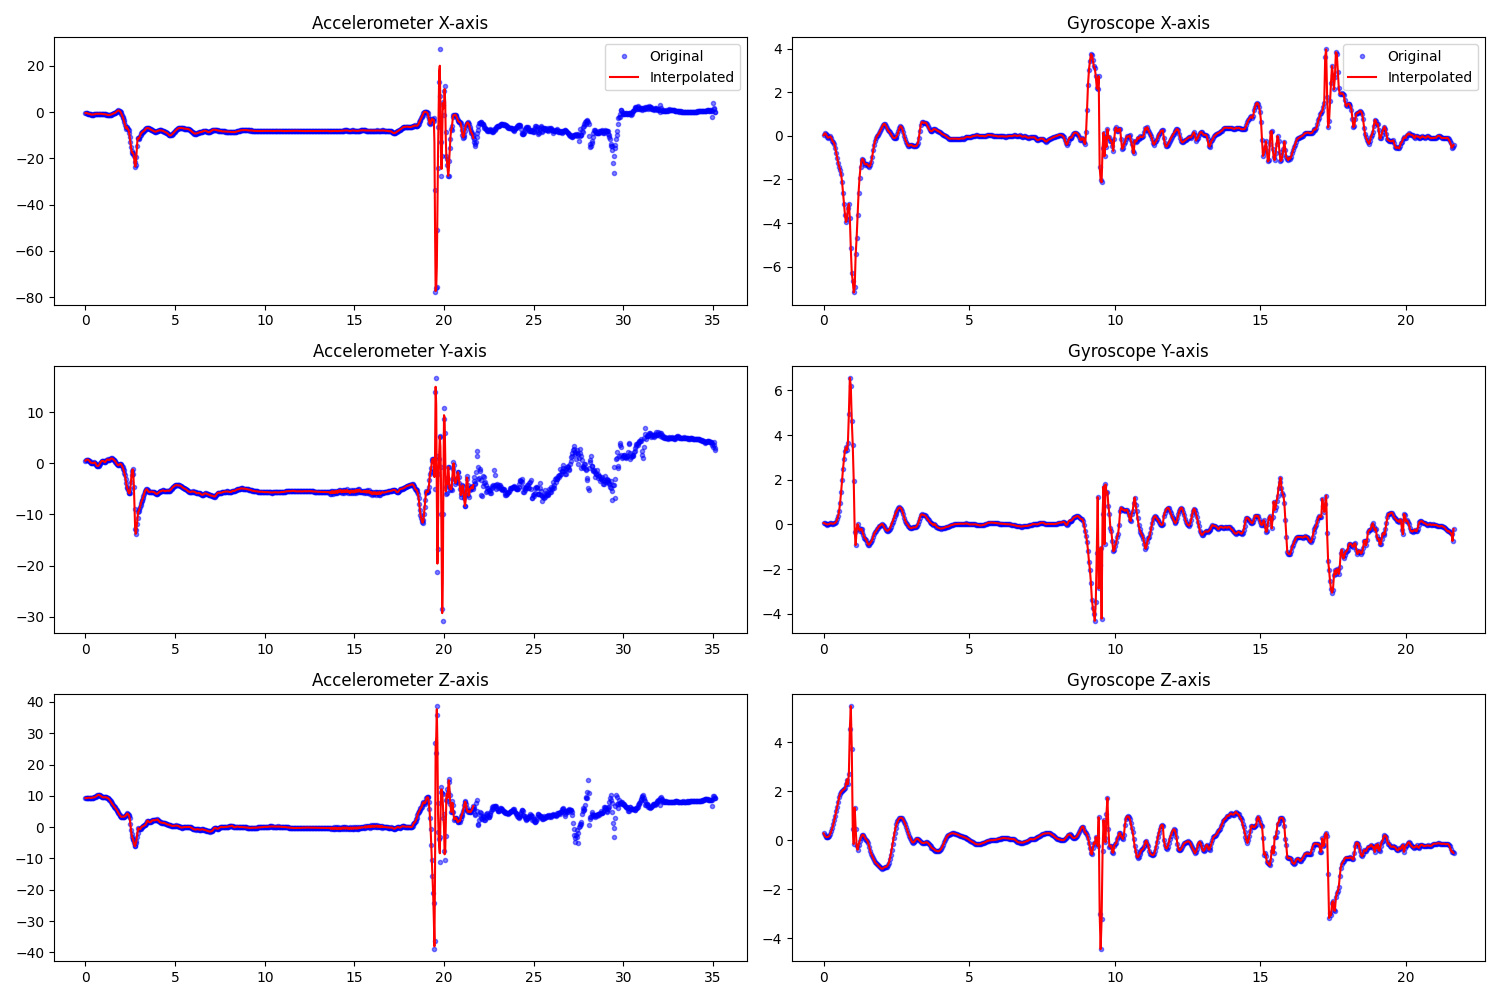 Accelerometer X-axis
20
0
−20
−40
−60
−80
0 5 10 15 20 25 30 35
Original
Interpolated
Gyroscope X-axis
4
2
0
−2
−4
−6
0 5 10 15 20
Original
Interpolated
Accelerometer Y-axis
10
0
−10
−20
−30
0 5 10 15 20 25 30 35
Gyroscope Y-axis
6
4
2
0
−2
−4
0 5 10 15 20
Accelerometer Z-axis
40
30
20
10
0
−10
−20
−30
−40
0 5 10 15 20 25 30 35
Gyroscope Z-axis
4
2
0
−2
−4
0 5 10 15 20